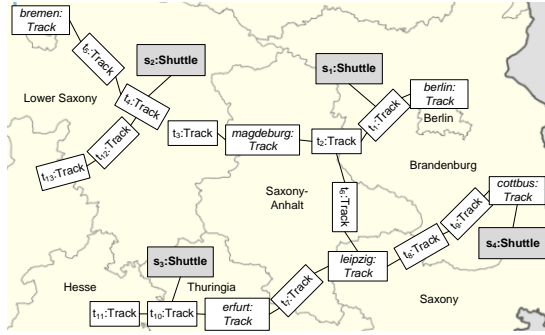 bremen:
Track
t₅:Track
s₂:Shuttle
s₁:Shuttle
Lower Saxony
t₄:Track
berlin:
Track
t₁:Track
Berlin
t₃:Track
magdeburg:
Track
t₂:Track
t₁₂:Track
t₁₃:Track
Brandenburg
Saxony-
Anhalt
t₆:Track
cottbus:
Track
t₉:Track
t₈:Track
s₄:Shuttle
s₃:Shuttle
leipzig:
Track
Hesse
Thuringia
t₇:Track
Saxony
t₁₁:Track
t₁₀:Track
erfurt:
Track